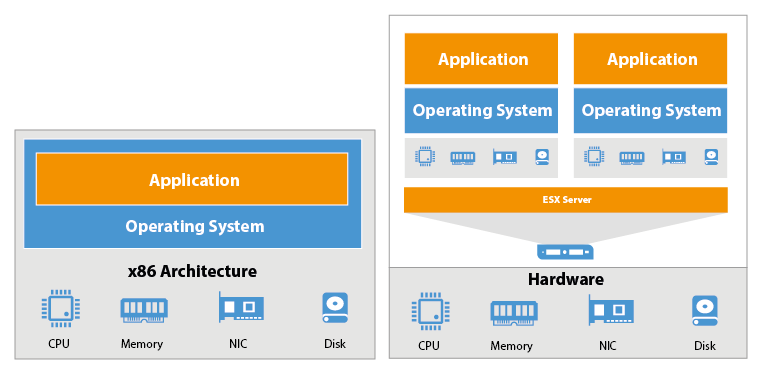 Application
Operating System
x86 Architecture
CPU
Memory
NIC
Disk
Application
Application
Operating System
Operating System
ESX Server
Hardware
CPU
Memory
NIC
Disk